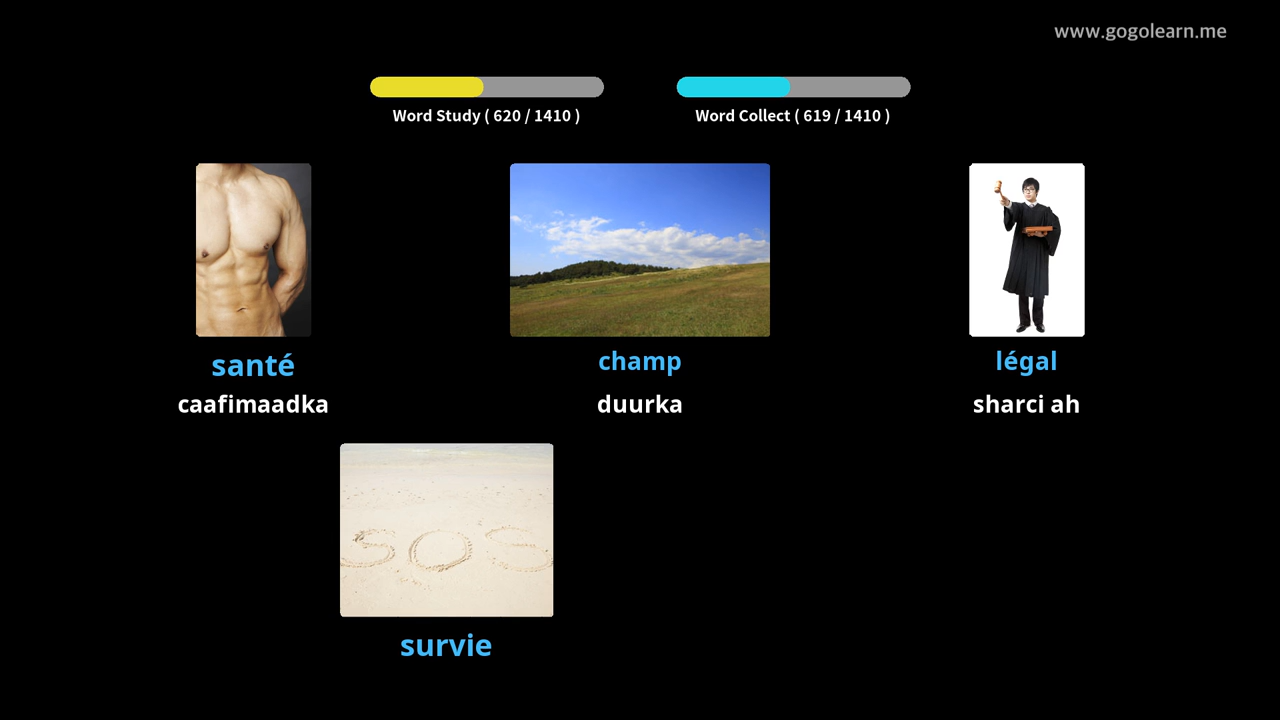 www.gogolearn.me
Word Study ( 620 / 1410 )
Word Collect ( 619 / 1410 )
santé
champ
légal
caafimaadka
duurka
sharci ah
SOS
survie